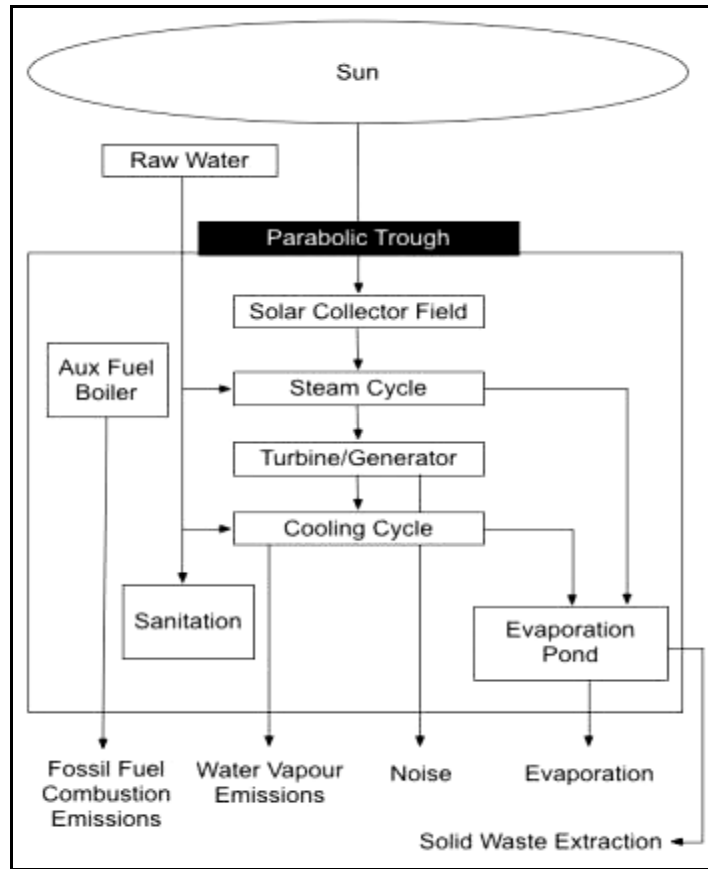 Sun
Raw Water
Parabolic Trough
Solar Collector Field
Aux Fuel
Boiler
Steam Cycle
Turbine/Generator
Cooling Cycle
Sanitation
Evaporation
Pond
Fossil Fuel
Combustion
Emissions
Water Vapour
Emissions
Noise
Evaporation
Solid Waste Extraction